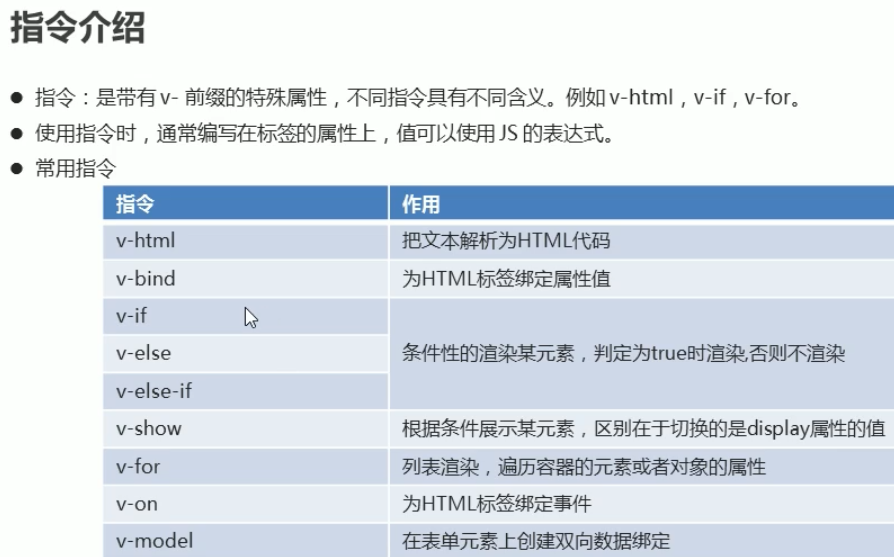 指令介绍
● 指令：是带有 v- 前缀的特殊属性，不同指令具有不同含义。例如 v-html，v-if，v-for。
● 使用指令时，通常编写在标签的属性上，值可以使用 JS 的表达式。
● 常用指令
指令 作用
v-html 把文本解析为HTML代码
v-bind 为HTML标签绑定属性值
v-if
v-else 条件性的渲染某元素，判定为true时渲染,否则不渲染
v-else-if
v-show 根据条件展示某元素，区别在于切换的是display属性的值
v-for 列表渲染，遍历容器的元素或者对象的属性
v-on 为HTML标签绑定事件
v-model 在表单元素上创建双向数据绑定